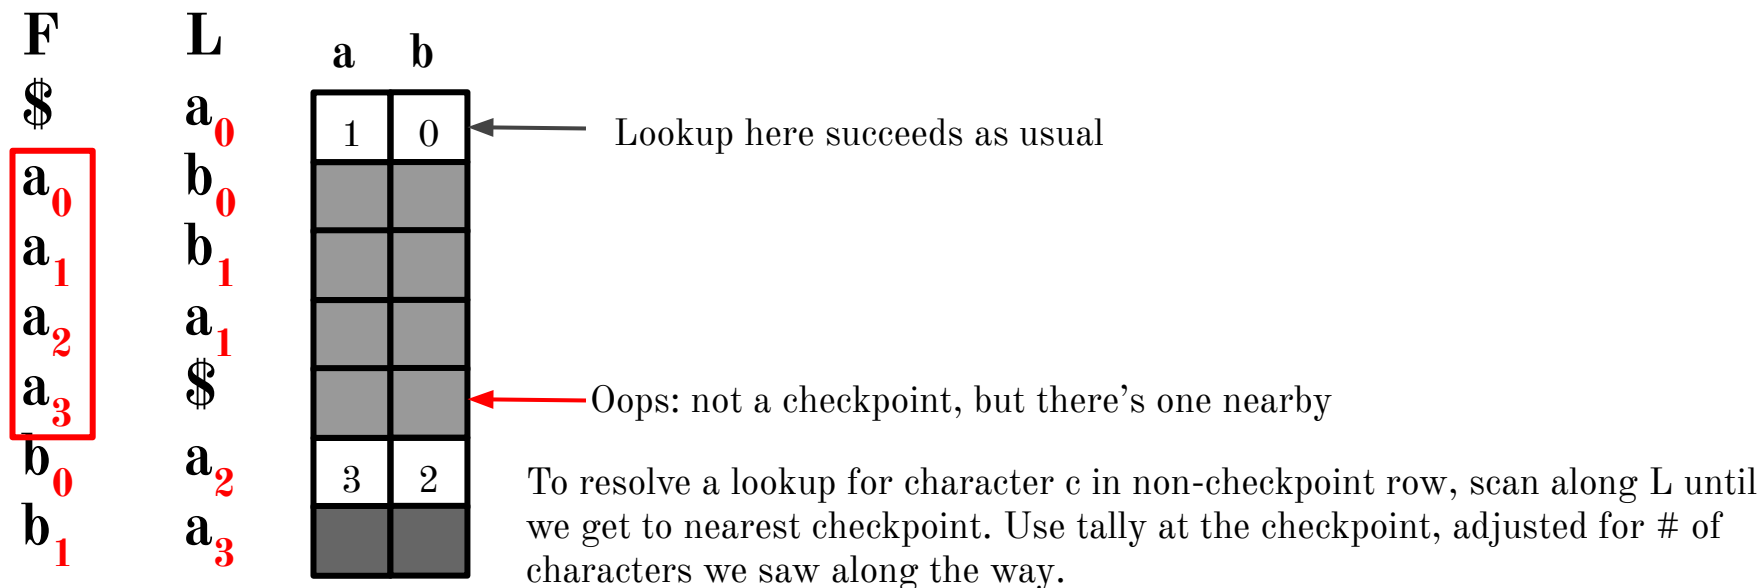 F L a b
$ a0 1 0 Lookup here succeeds as usual
a0 b0
a1 b1
a2 a1
a3 $ Oops: not a checkpoint, but there's one nearby
b0 a2 3 2 To resolve a lookup for character c in non-checkpoint row, scan along L until
b1 a3 we get to nearest checkpoint. Use tally at the checkpoint, adjusted for # of
characters we saw along the way.